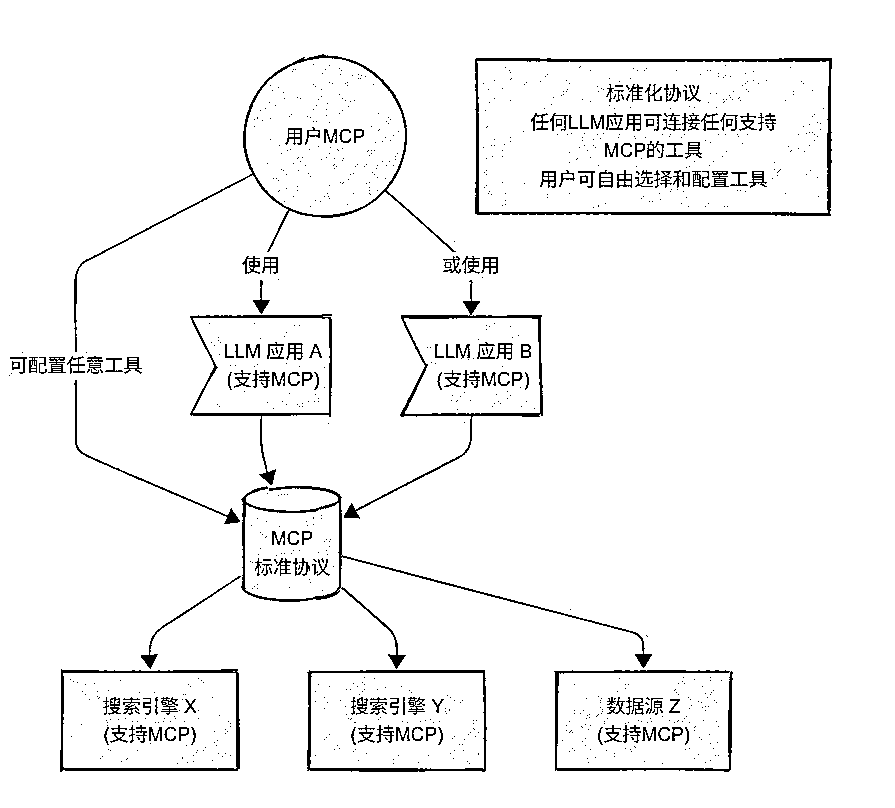 用户MCP
标准化协议
任何LLM应用可连接任何支持
MCP的工具
用户可自由选择和配置工具
使用
或使用
可配置任意工具
LLM 应用 A
(支持MCP)
LLM 应用 B
(支持MCP)
MCP
标准协议
搜索引擎 X
(支持MCP)
搜索引擎 Y
(支持MCP)
数据源 Z
(支持MCP)